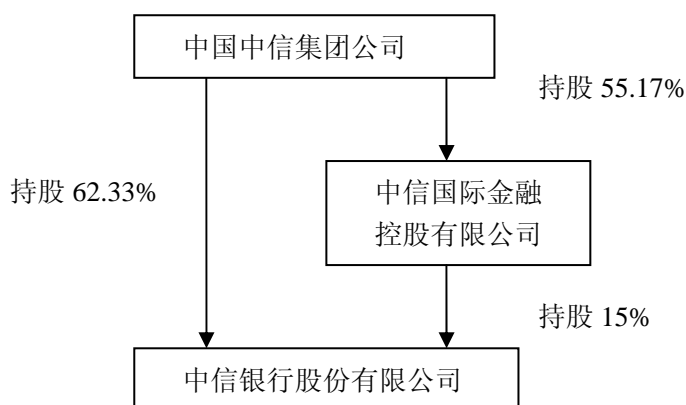 中国中信集团公司
持股 55.17%
持股 62.33%
中信国际金融
控股有限公司
持股 15%
中信银行股份有限公司